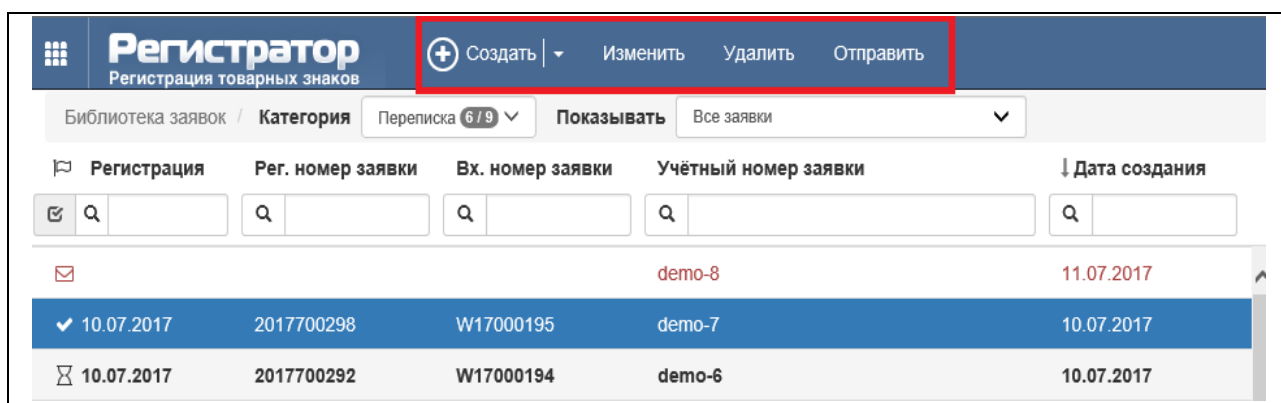 Регистратор
Регистрация товарных знаков
Создать Изменить Удалить Отправить
Библиотека заявок / Категория Переписка 6 / 9 Показывать Все заявки
Регистрация Рег. номер заявки Вх. номер заявки Учётный номер заявки Дата создания
demo-8 11.07.2017
10.07.2017 2017700298 W17000195 demo-7 10.07.2017
10.07.2017 2017700292 W17000194 demo-6 10.07.2017